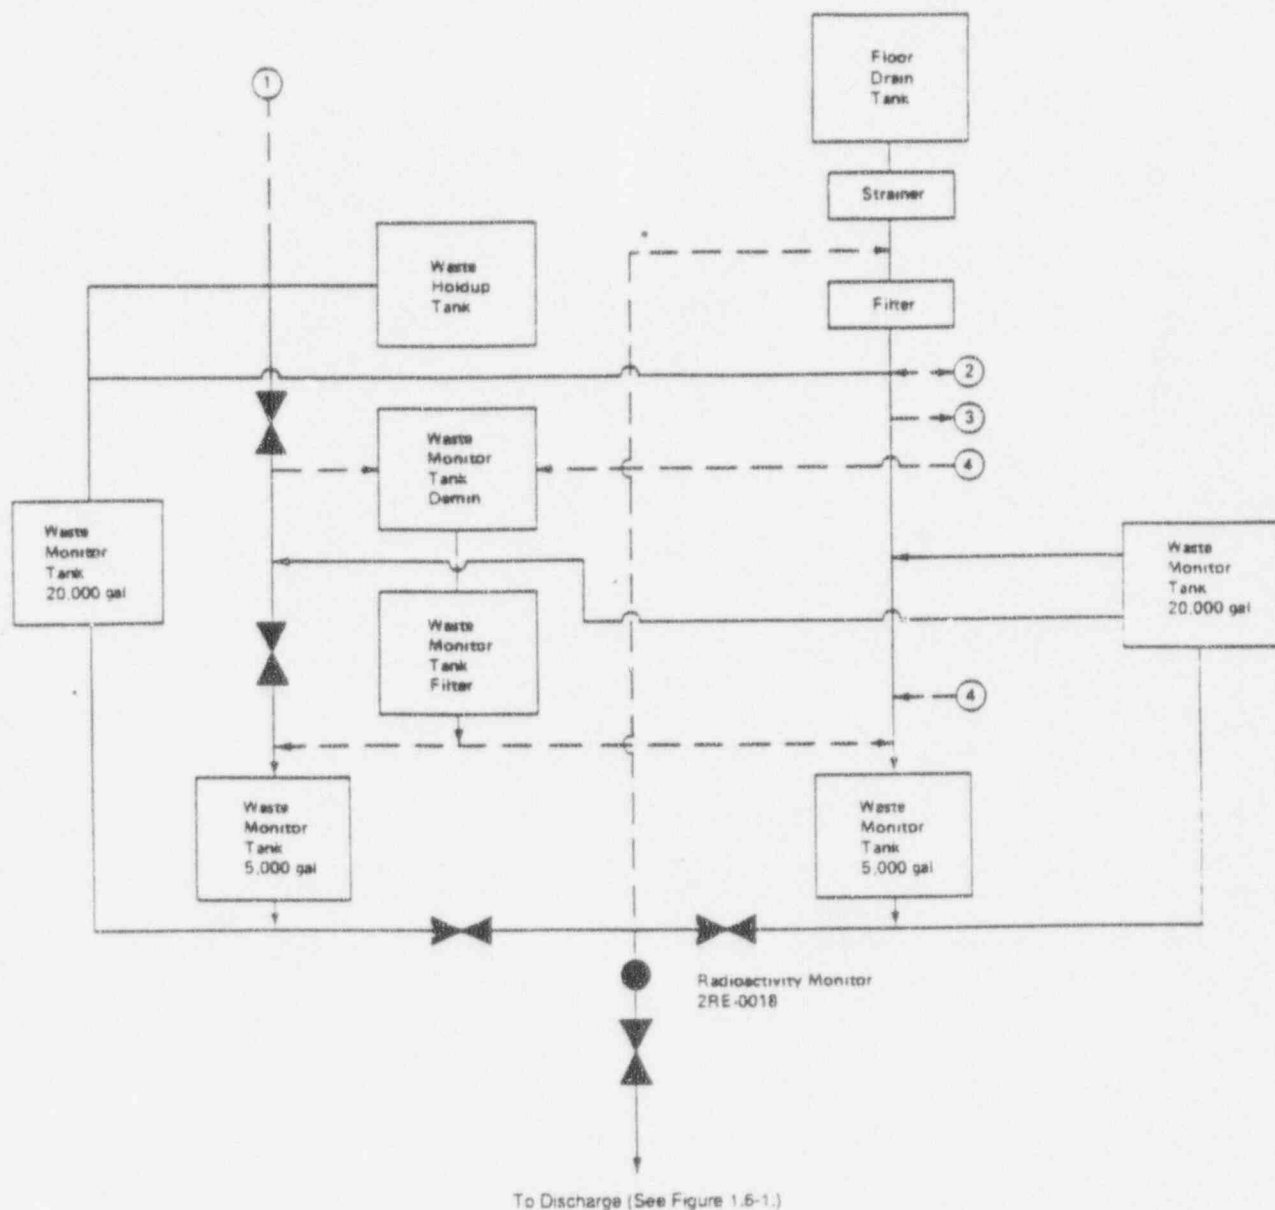 Floor
Drain
Tank
1
Strainer
Waste
Holdup
Tank
Filter
2
3
Waste
Monitor
Tank
Demin
4
Waste
Monitor
Tank
20,000 gal
Waste
Monitor
Tank
20,000 gal
Waste
Monitor
Tank
Filter
4
Waste
Monitor
Tank
5,000 gal
Waste
Monitor
Tank
5,000 gal
Radioactivity Monitor
2RE-0018
To Discharge (See Figure 1.6-1.)